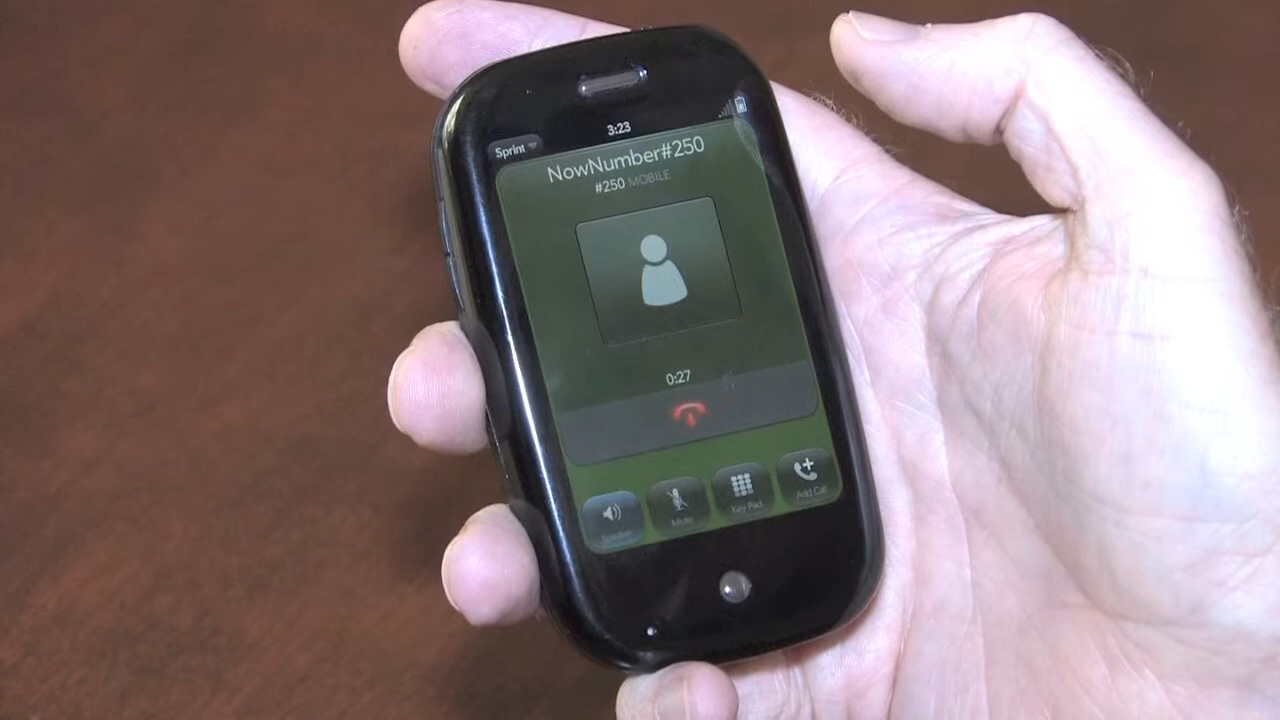 3:23
Sprint
NowNumber#250
#250 MOBILE
0:27
Speaker
Mute
Key Pad
Add Call